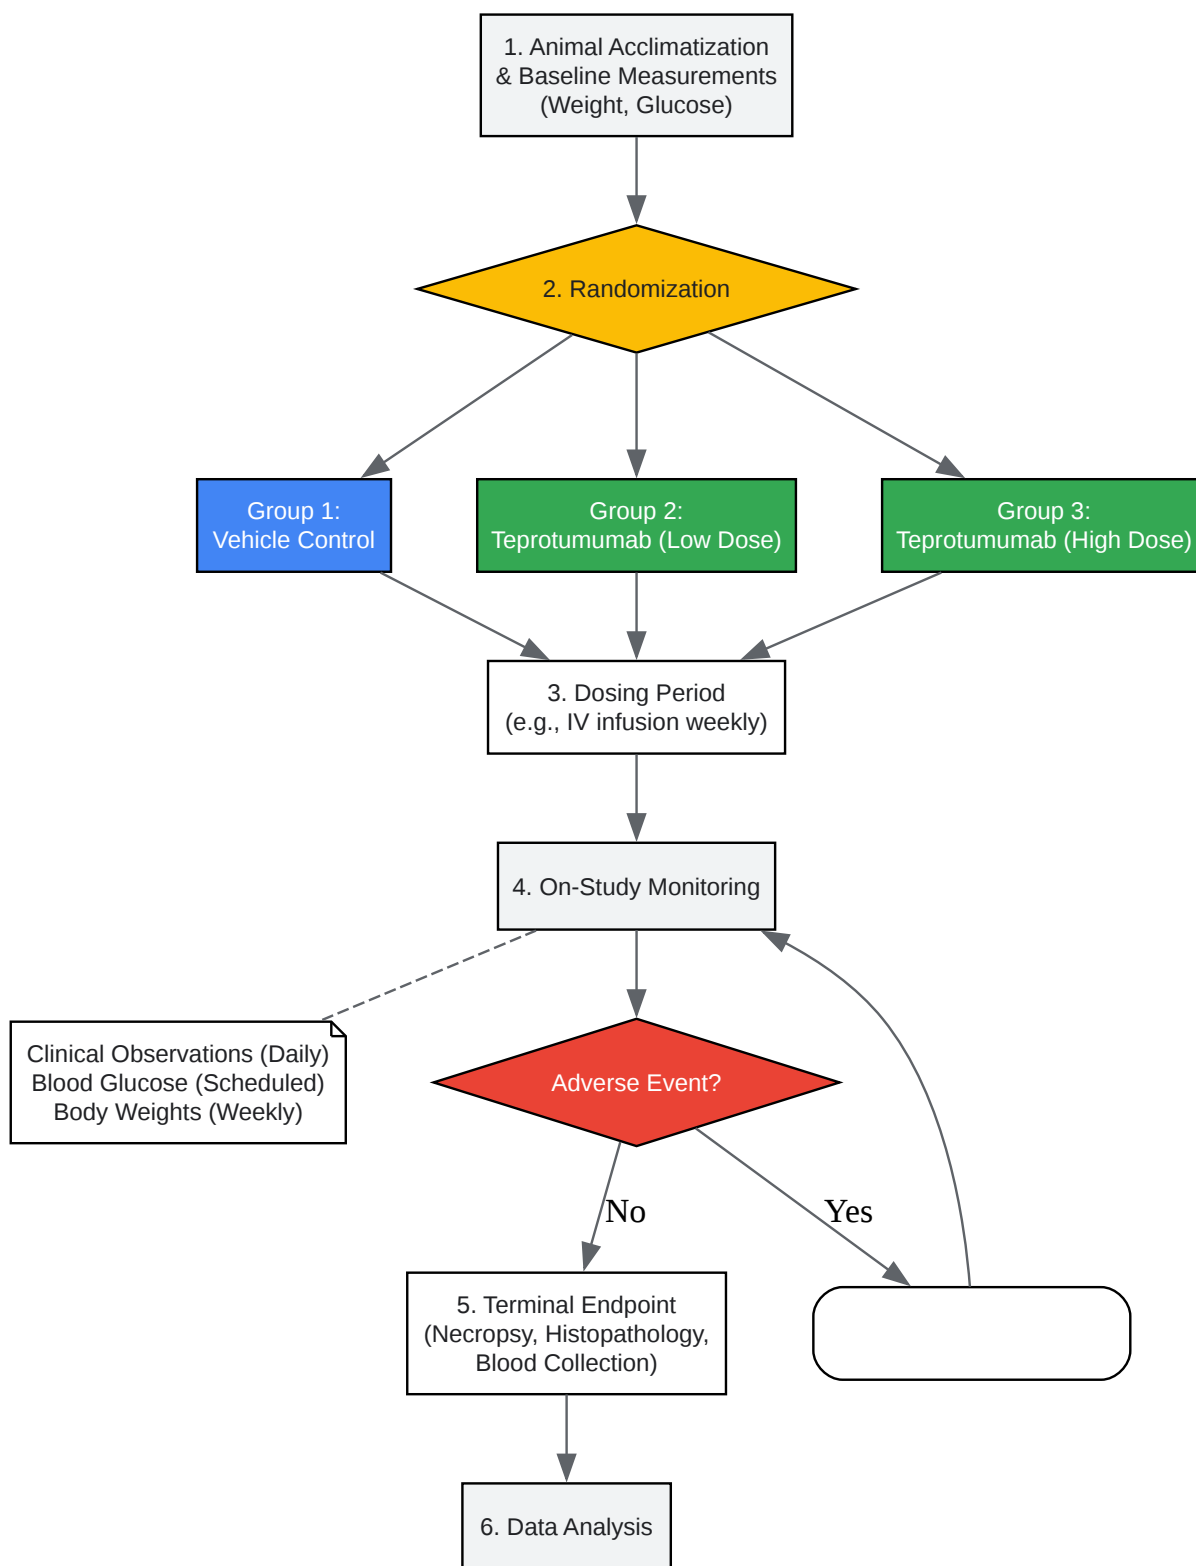 1. Animal Acclimatization
& Baseline Measurements
(Weight, Glucose)
2. Randomization
Group 1:
Vehicle Control
Group 2:
Teprotumumab (Low Dose)
Group 3:
Teprotumumab (High Dose)
3. Dosing Period
(e.g., IV infusion weekly)
4. On-Study Monitoring
Clinical Observations (Daily)
Blood Glucose (Scheduled)
Body Weights (Weekly)
Adverse Event?
No
Yes
5. Terminal Endpoint
(Necropsy, Histopathology,
Blood Collection)
6. Data Analysis